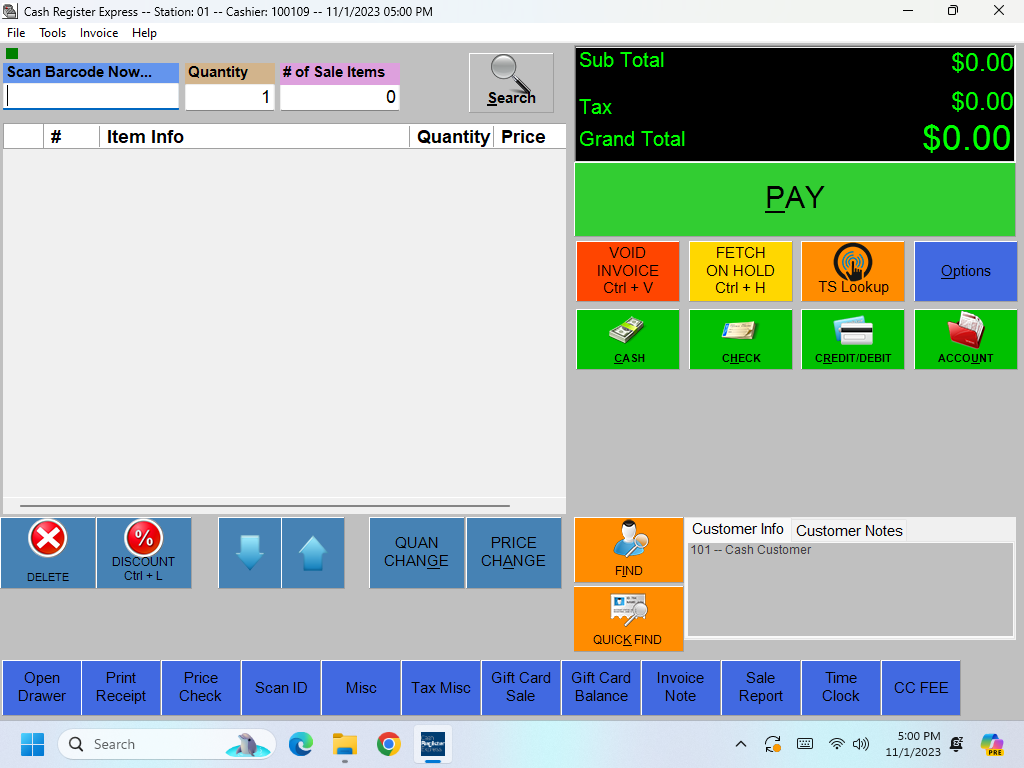 Cash Register Express -- Station: 01 -- Cashier: 100109 -- 11/1/2023 05:00 PM
File Tools Invoice Help
Scan Barcode Now... Quantity # of Sale Items
1 0
Search
# Item Info Quantity Price
Sub Total $0.00
Tax $0.00
Grand Total $0.00
PAY
VOID
INVOICE
Ctrl + V
FETCH
ON HOLD
Ctrl + H
TS Lookup
Options
CASH
CHECK
CREDIT/DEBIT
ACCOUNT
DELETE
%
DISCOUNT
Ctrl + L
QUAN
CHANGE
PRICE
CHANGE
FIND
QUICK FIND
Customer Info Customer Notes
101 -- Cash Customer
Open
Drawer
Print
Receipt
Price
Check
Scan ID
Misc
Tax Misc
Gift Card
Sale
Gift Card
Balance
Invoice
Note
Sale
Report
Time
Clock
CC FEE
Search
Cash
Register
Express
5:00 PM
11/1/2023
PRE